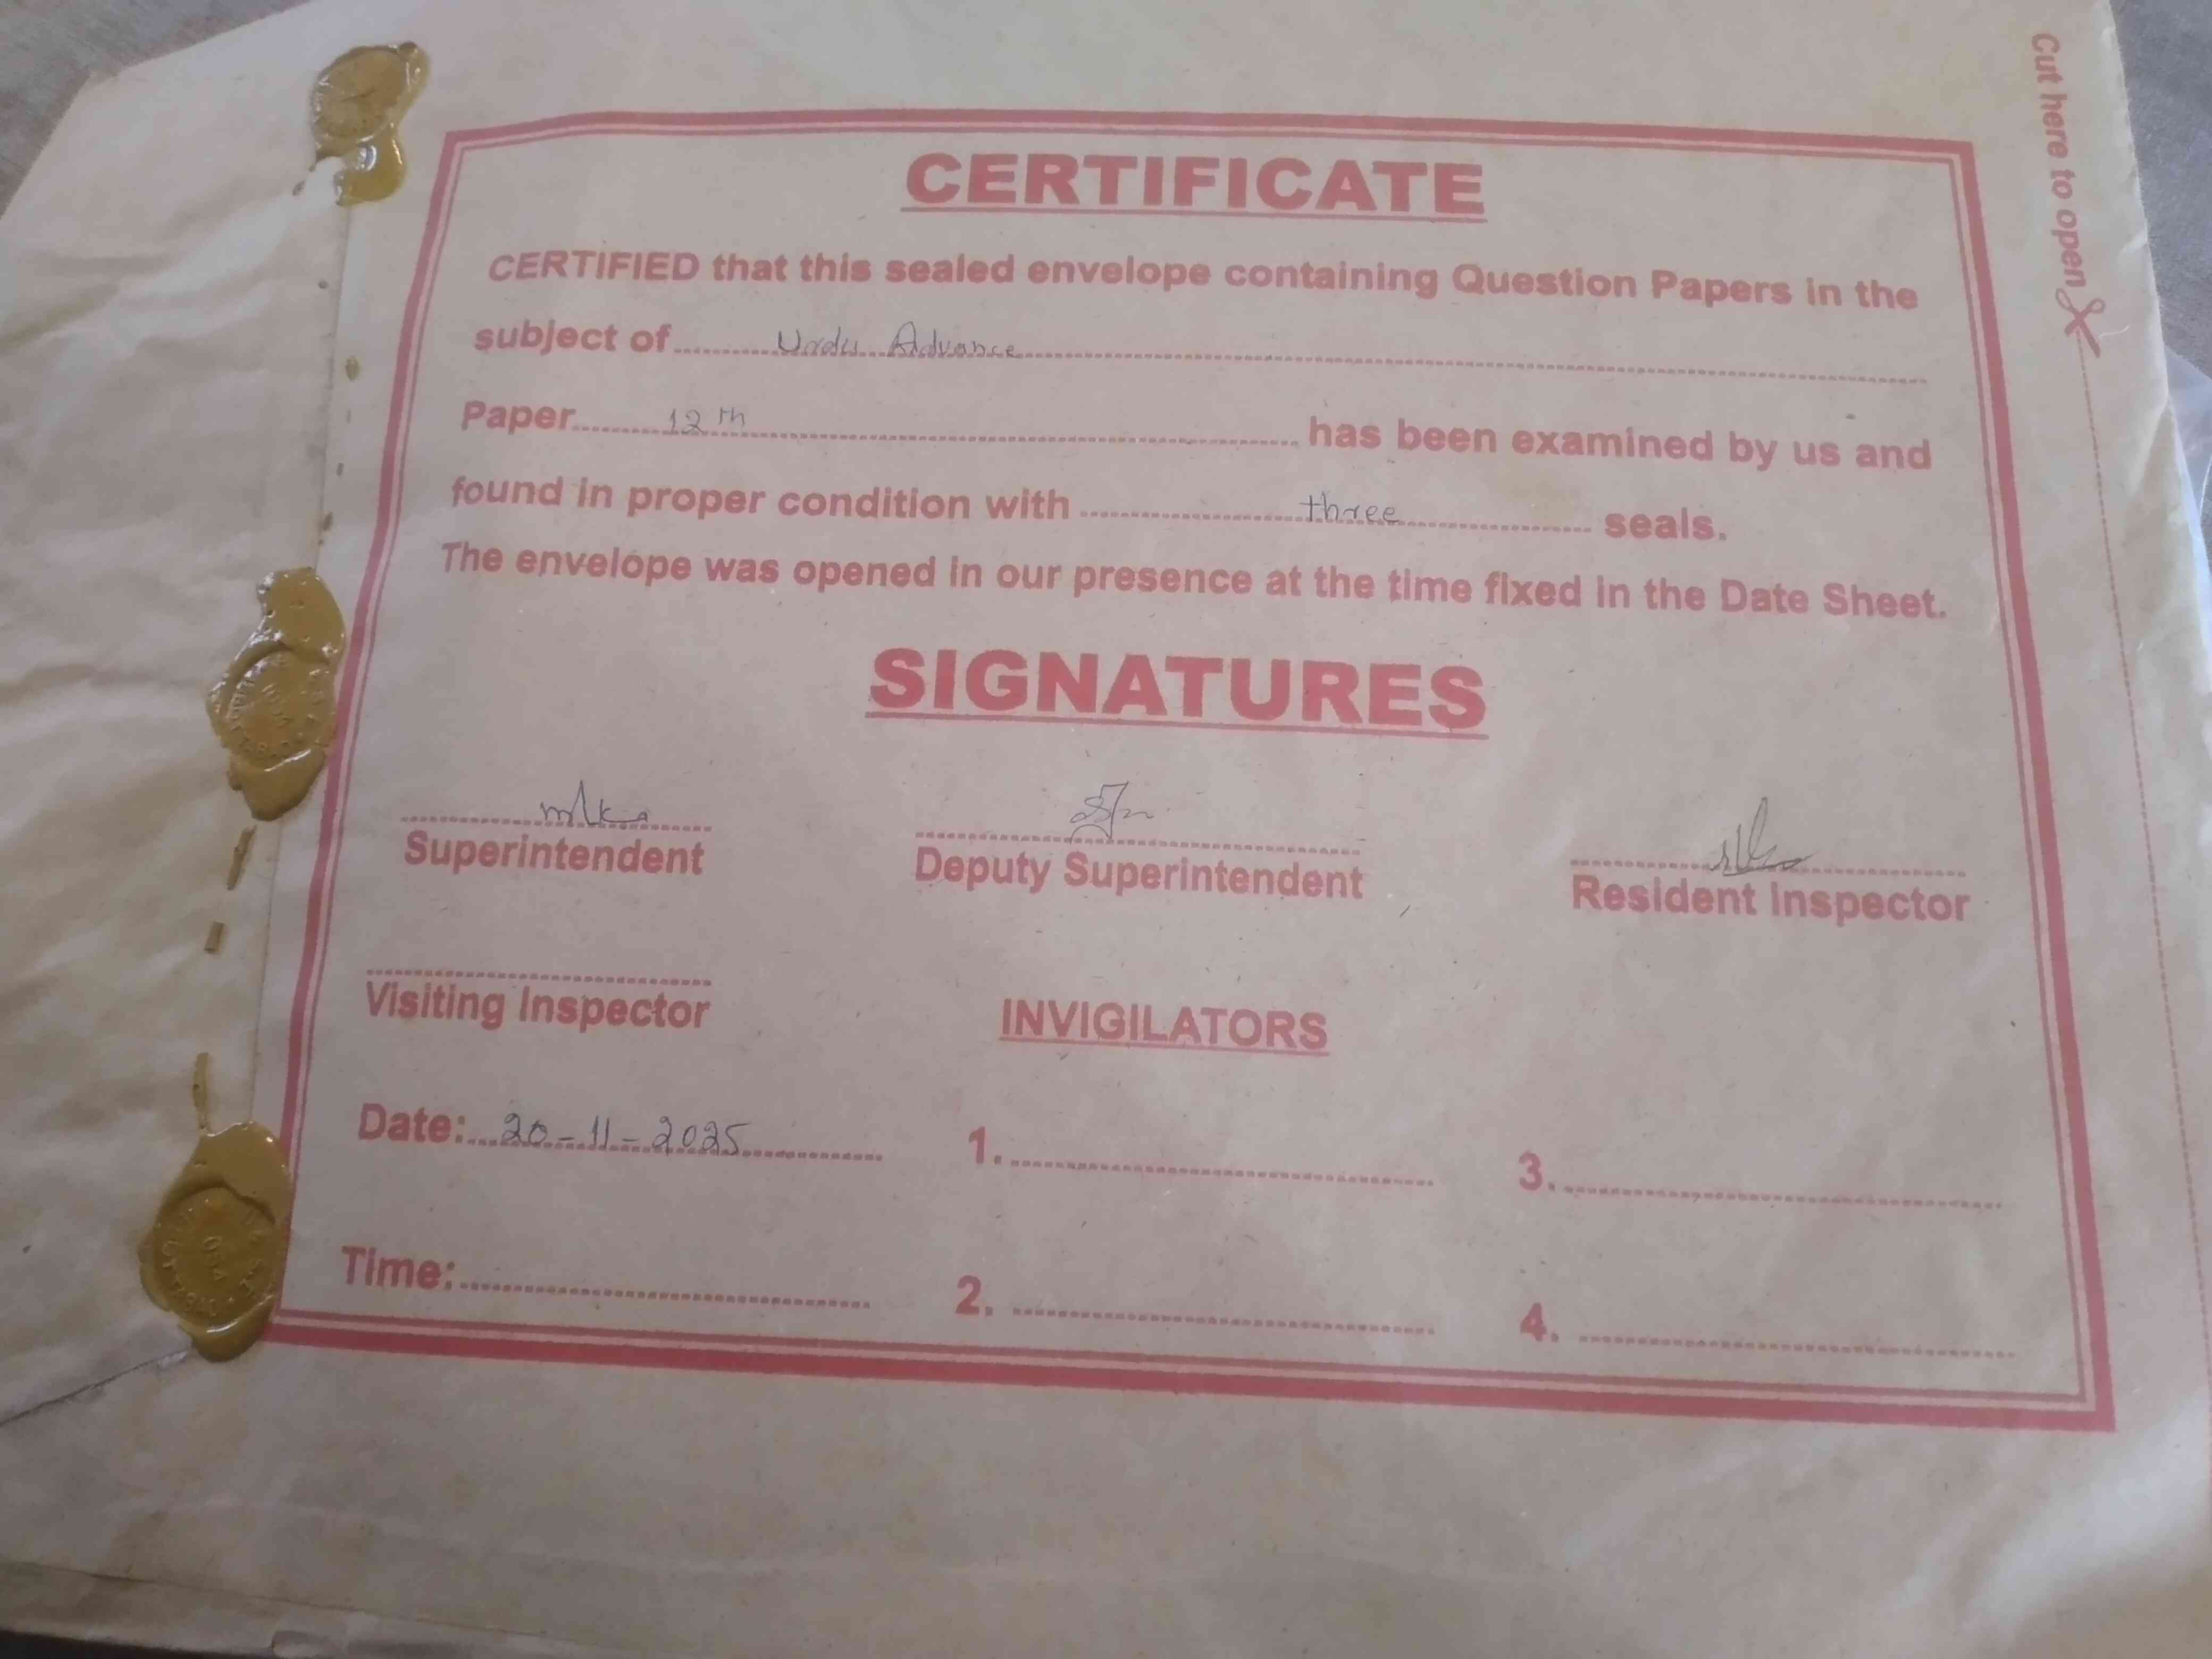 Cut here to open
CERTIFICATE
CERTIFIED that this sealed envelope containing Question Papers in the
subject of Urdu Advance
Paper 12th has been examined by us and
found in proper condition with three seals.
The envelope was opened in our presence at the time fixed in the Date Sheet.
SIGNATURES
Superintendent Deputy Superintendent Resident Inspector
Visiting Inspector INVIGILATORS
Date: 20-11-2025 1. 3.
Time: 2. 4.